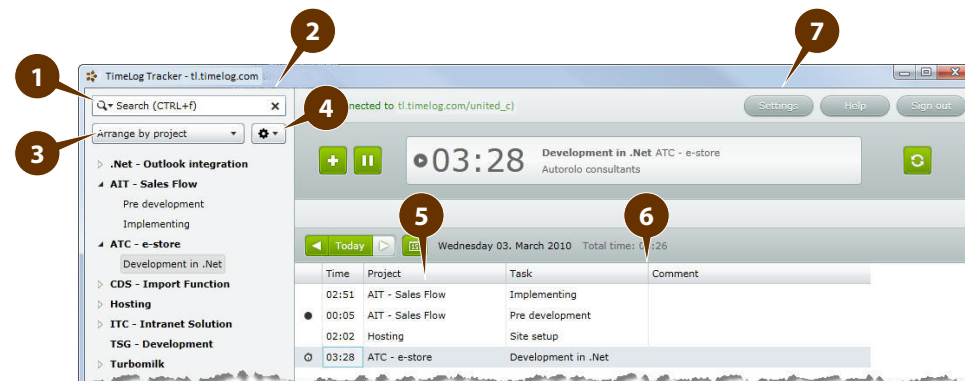 1
2
7
TimeLog Tracker - tl.timelog.com
Search (CTRL+f)
nected to tl.timelog.com/united_c)
Settings
Help
Sign out
3
Arrange by project
4
.Net - Outlook integration
AIT - Sales Flow
Pre development
Implementing
ATC - e-store
Development in .Net
CDS - Import Function
Hosting
ITC - Intranet Solution
TSG - Development
Turbomilk
03:28
Development in .Net ATC - e-store
Autorolo consultants
5
6
Today
Wednesday 03. March 2010 Total time:
Time Project Task Comment
02:51 AIT - Sales Flow Implementing
00:05 AIT - Sales Flow Pre development
02:02 Hosting Site setup
03:28 ATC - e-store Development in .Net